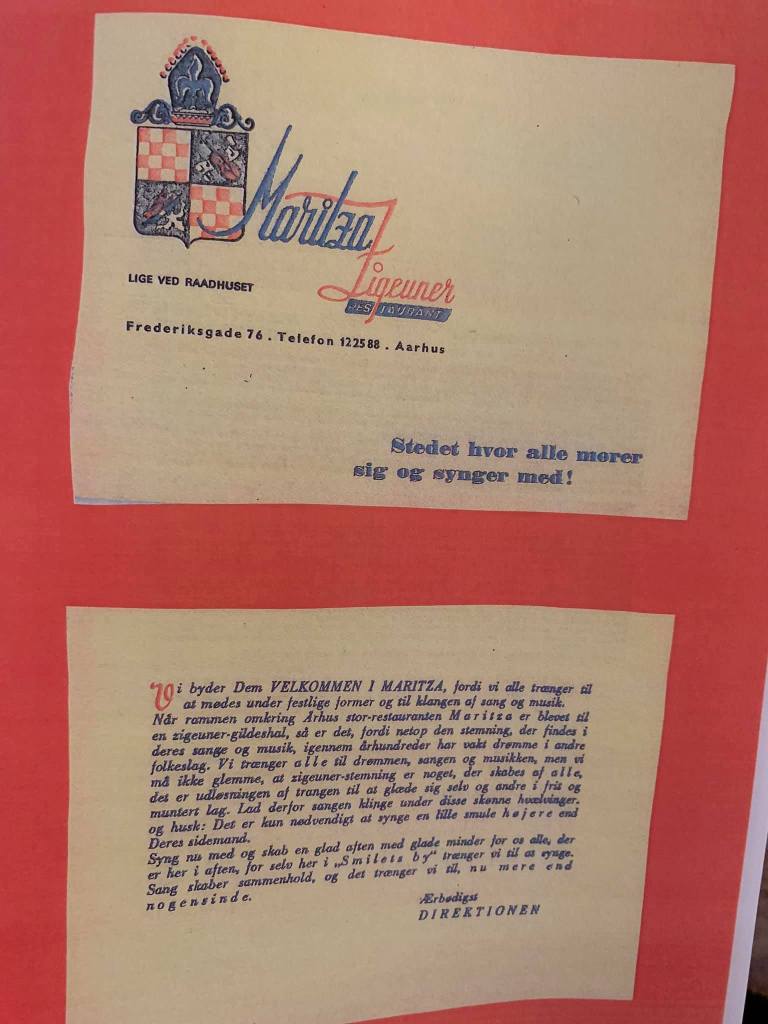 Maritza
Zigeuner
RESTAURANT
LIGE VED RAADHUSET
Frederiksgade 76 . Telefon 122588 . Aarhus
Stedet hvor alle morer
sig og synger med!
Vi byder Dem VELKOMMEN I MARITZA, fordi vi alle trænger til
at mødes under festlige former og til klangen af sang og musik.
Når rammen omkring Århus stor-restauranten Maritza er blevet til
en zigeuner-gildeshal, så er det, fordi netop den stemning, der findes i
deres sange og musik, igennem århundreder har vakt drømme i andre
folkeslag. Vi trænger alle til drømmen, sangen og musikken, men vi
må ikke glemme, at zigeuner-stemning er noget, der skabes af alle,
det er udløsningen af trangen til at glæde sig selv og andre i frit og
muntert lag. Lad derfor sangen klinge under disse skønne hvælvinger.
og husk: Det er kun nødvendigt at synge en lille smule højere end
Deres sidemand.
Syng nu med og skab en glad aften med glade minder for os alle, der
er her i aften, for selv her i „Smilets by" trænger vi til at synge.
Sang skaber sammenhold, og det trænger vi til, nu mere end
nogensinde.
Ærbødigst
DIREKTIONEN